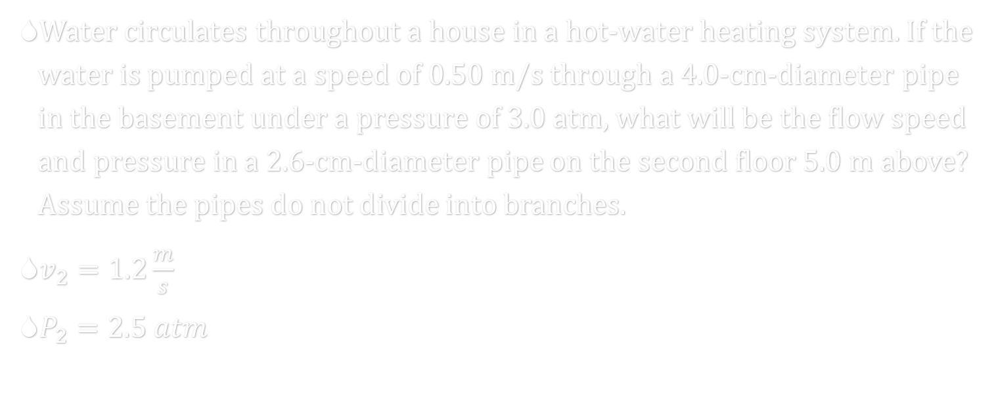 💧Water circulates throughout a house in a hot-water heating system. If the
water is pumped at a speed of 0.50 m/s through a 4.0-cm-diameter pipe
in the basement under a pressure of 3.0 atm, what will be the flow speed
and pressure in a 2.6-cm-diameter pipe on the second floor 5.0 m above?
Assume the pipes do not divide into branches.
💧v₂ = 1.2 m/s
💧P₂ = 2.5 atm